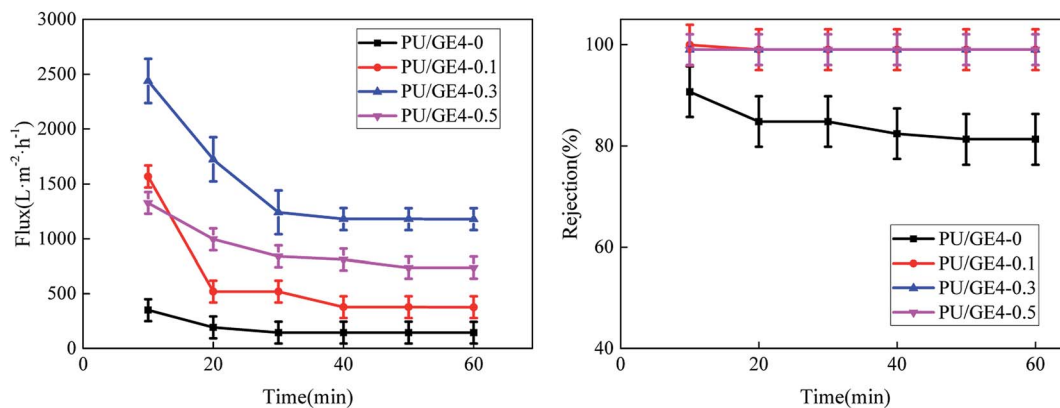 3000
2500
2000
1500
1000
500
0
0
20
40
60
Flux(L·m⁻²·h⁻¹)
Time(min)
PU/GE4-0
PU/GE4-0.1
PU/GE4-0.3
PU/GE4-0.5
100
80
60
40
0
20
40
60
Rejection(%)
Time(min)
PU/GE4-0
PU/GE4-0.1
PU/GE4-0.3
PU/GE4-0.5